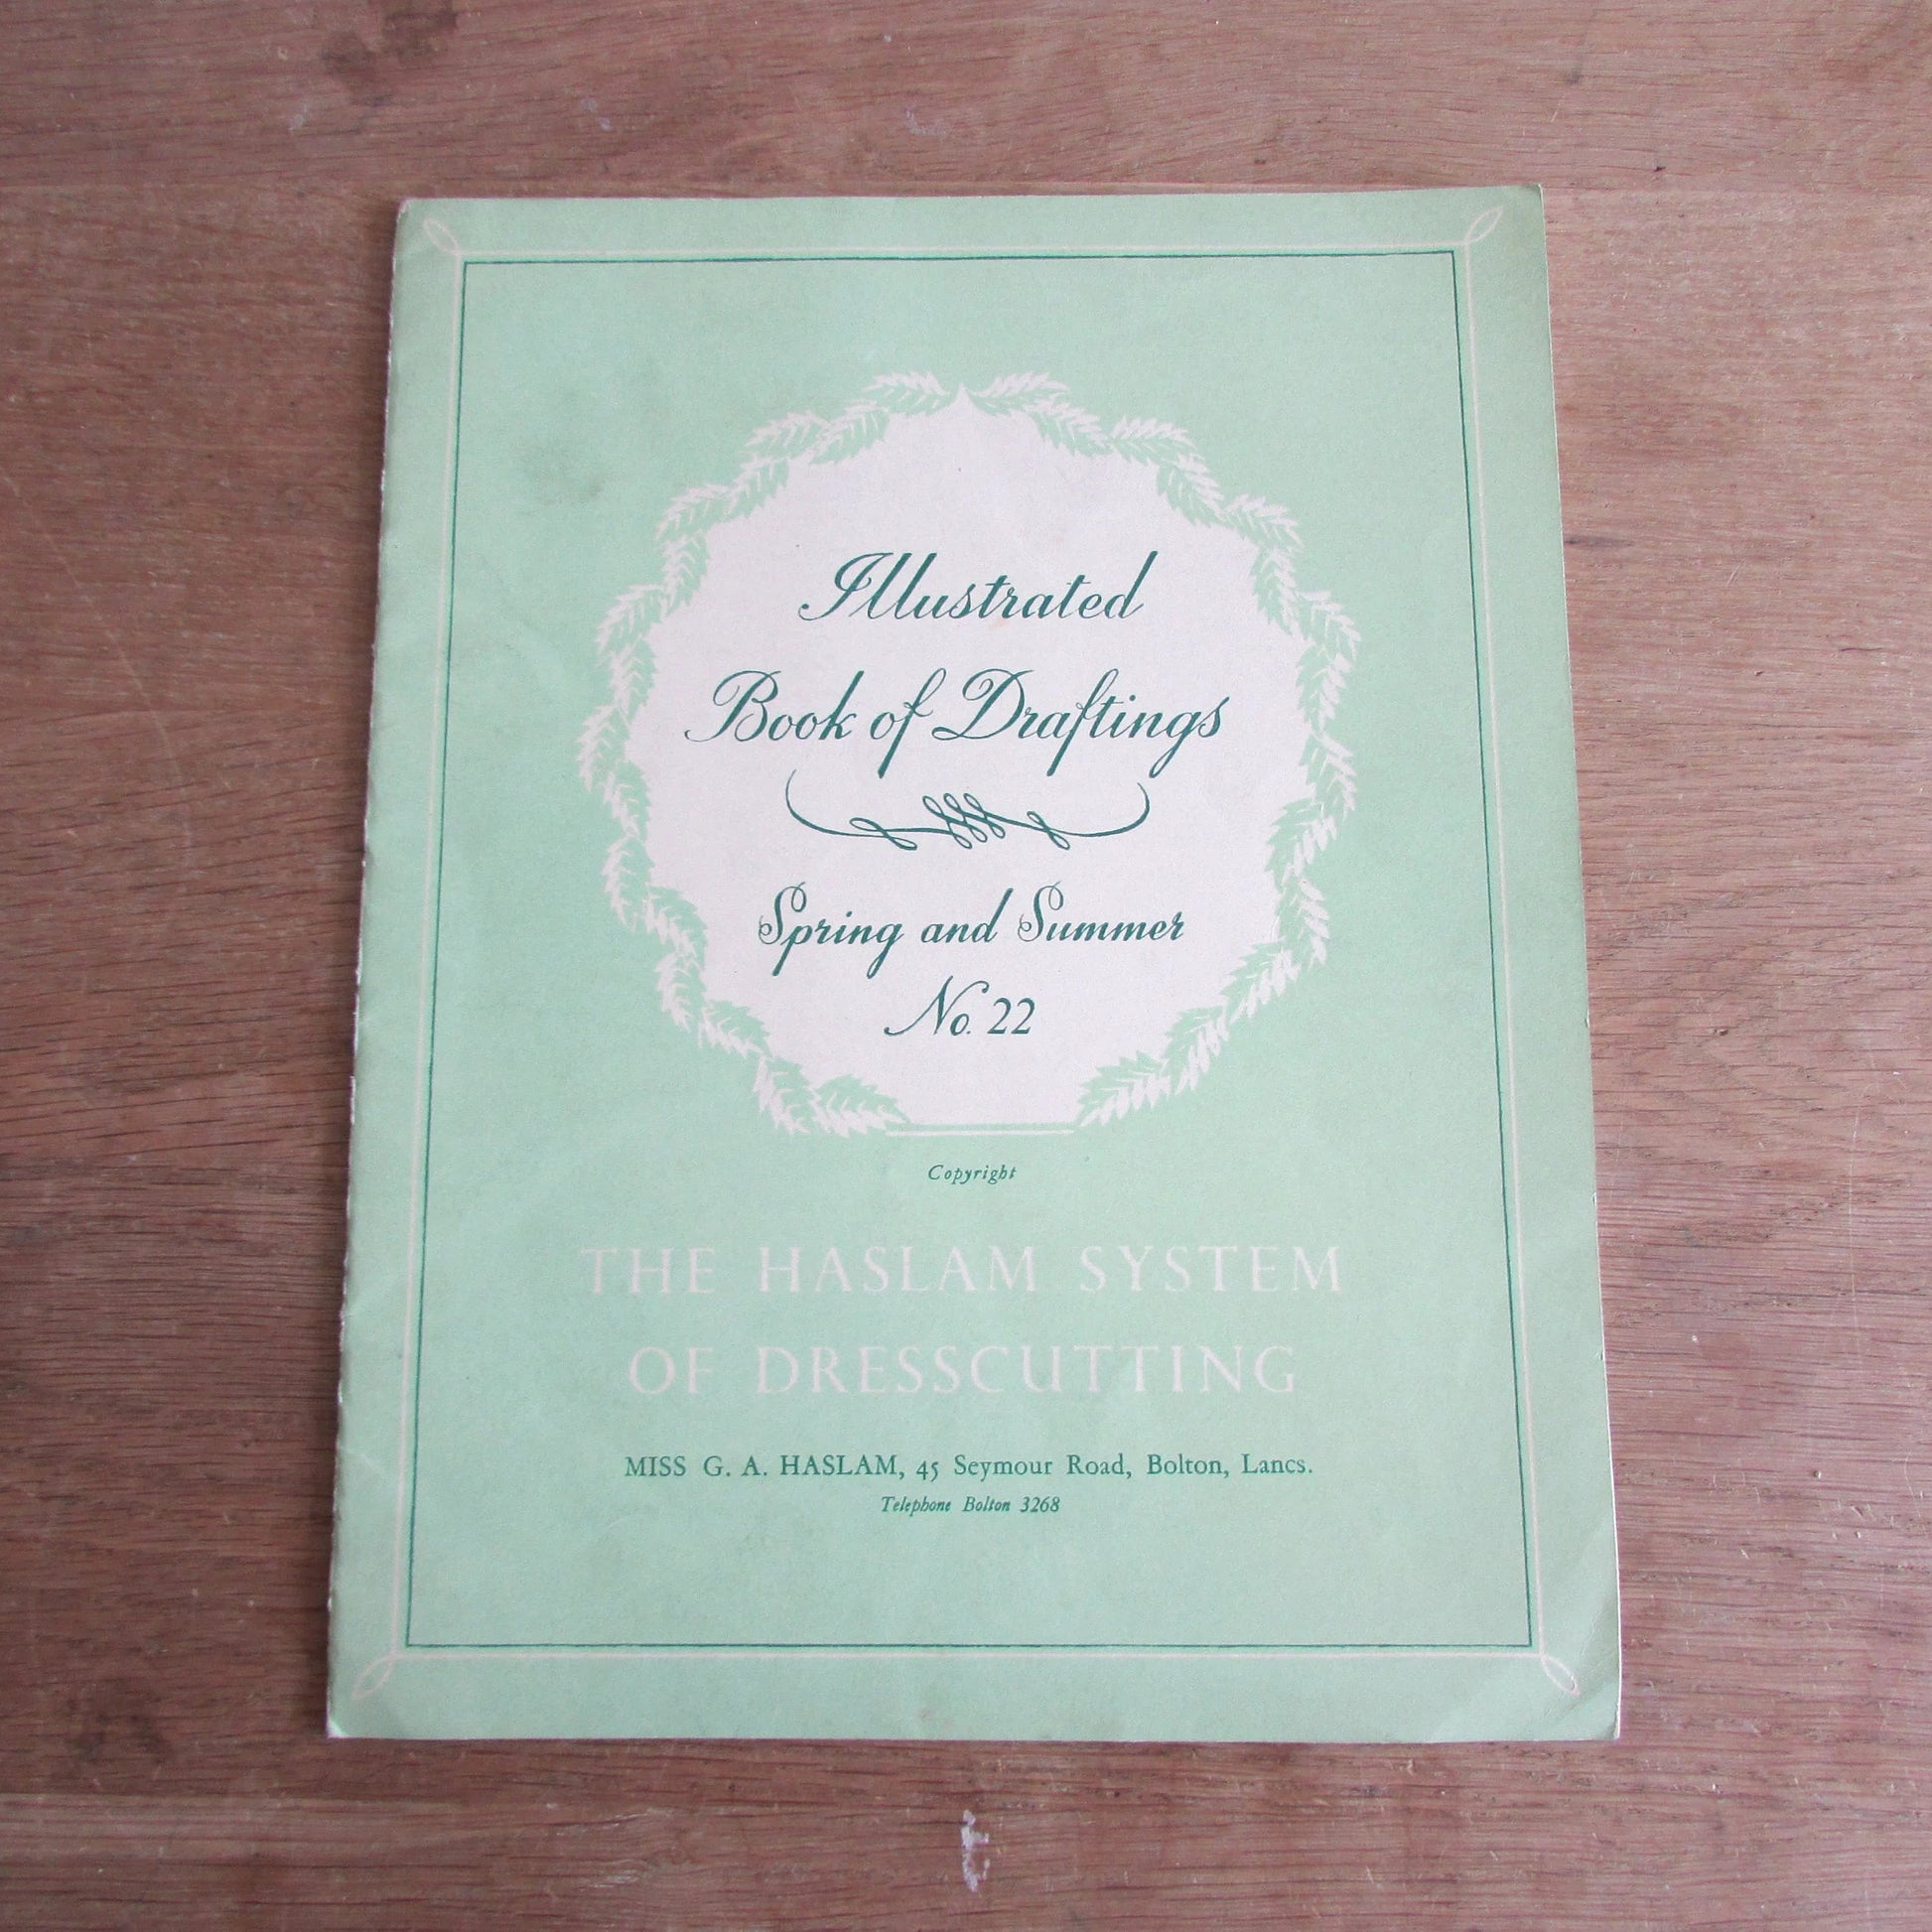 Illustrated
Book of Draftings
Spring and Summer
No. 22
Copyright
THE HASLAM SYSTEM
OF DRESSCUTTING
MISS G. A. HASLAM, 45 Seymour Road, Bolton, Lancs.
Telephone Bolton 3268